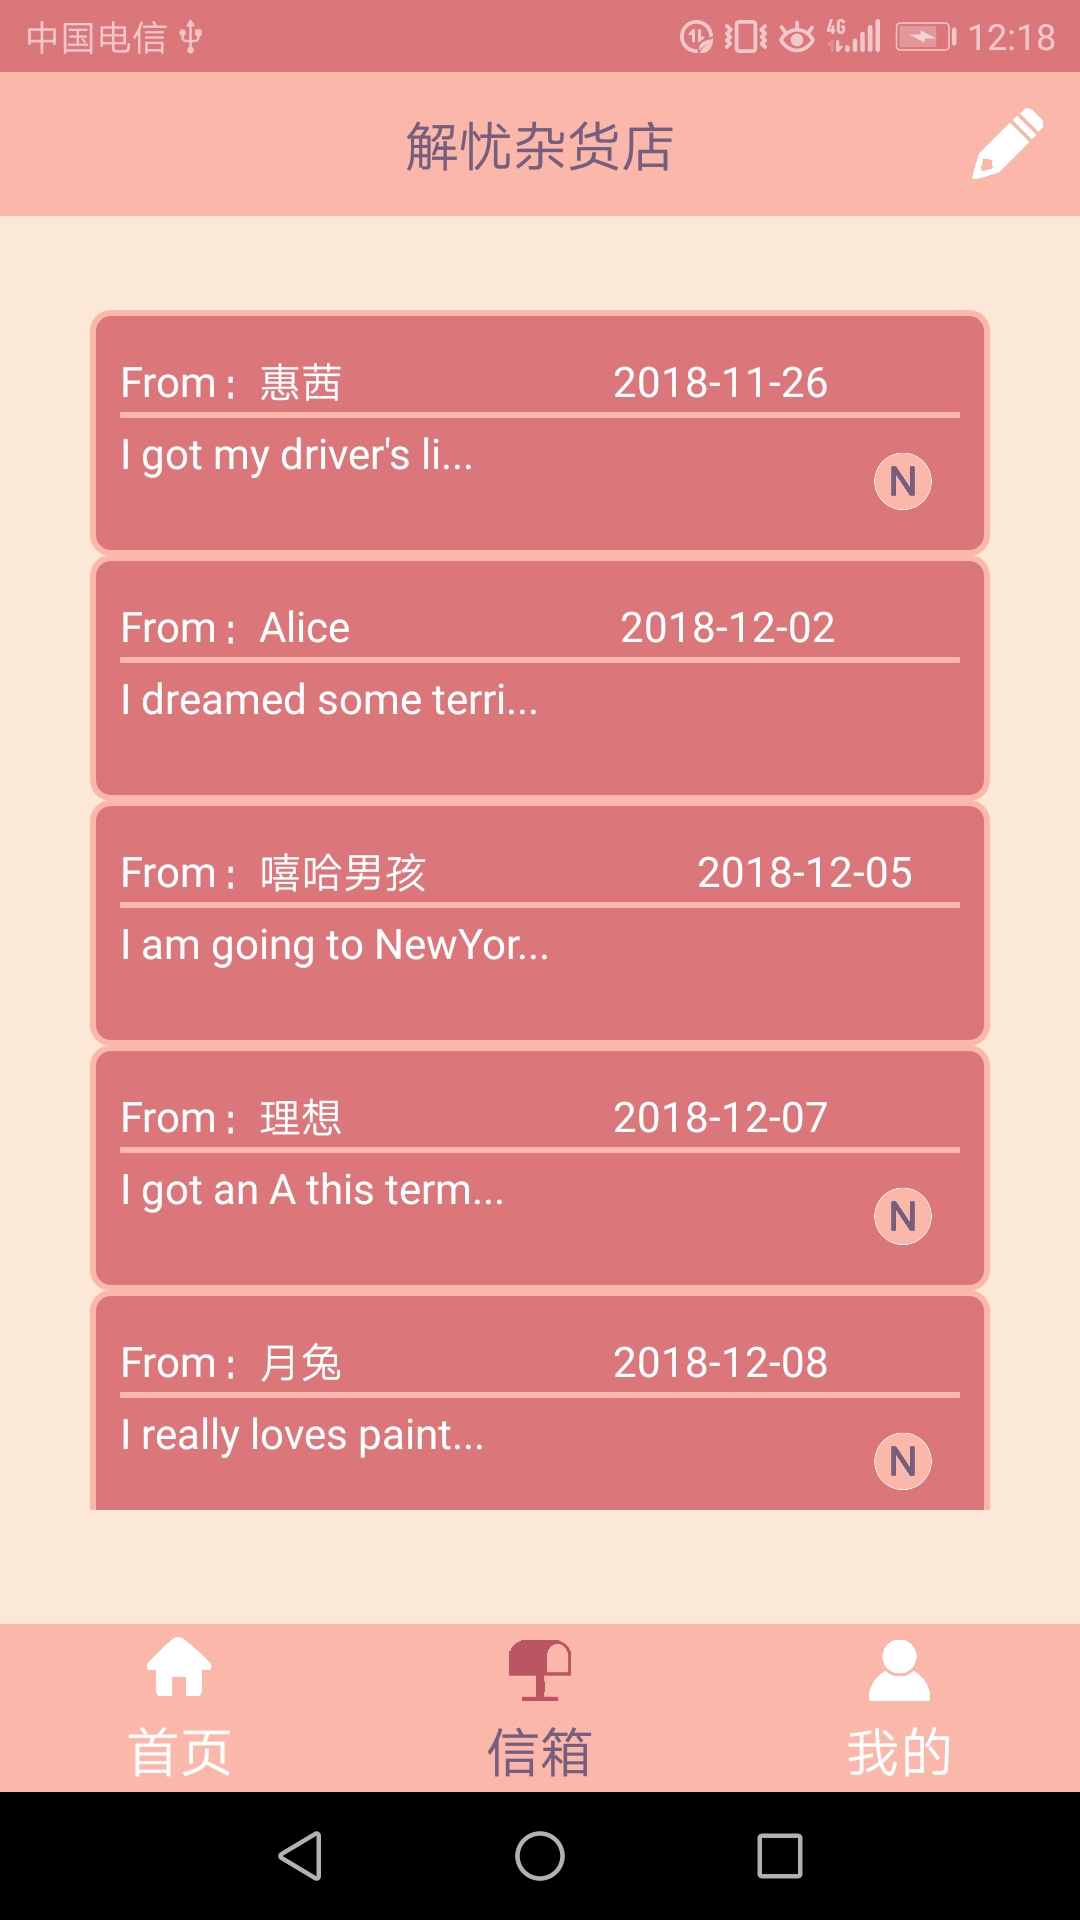 中国电信 4G 12:18
解忧杂货店
From：惠茜 2018-11-26
I got my driver's li...
N
From：Alice 2018-12-02
I dreamed some terri...
From：嘻哈男孩 2018-12-05
I am going to NewYor...
From：理想 2018-12-07
I got an A this term...
N
From：月兔 2018-12-08
I really loves paint...
N
首页 信箱 我的